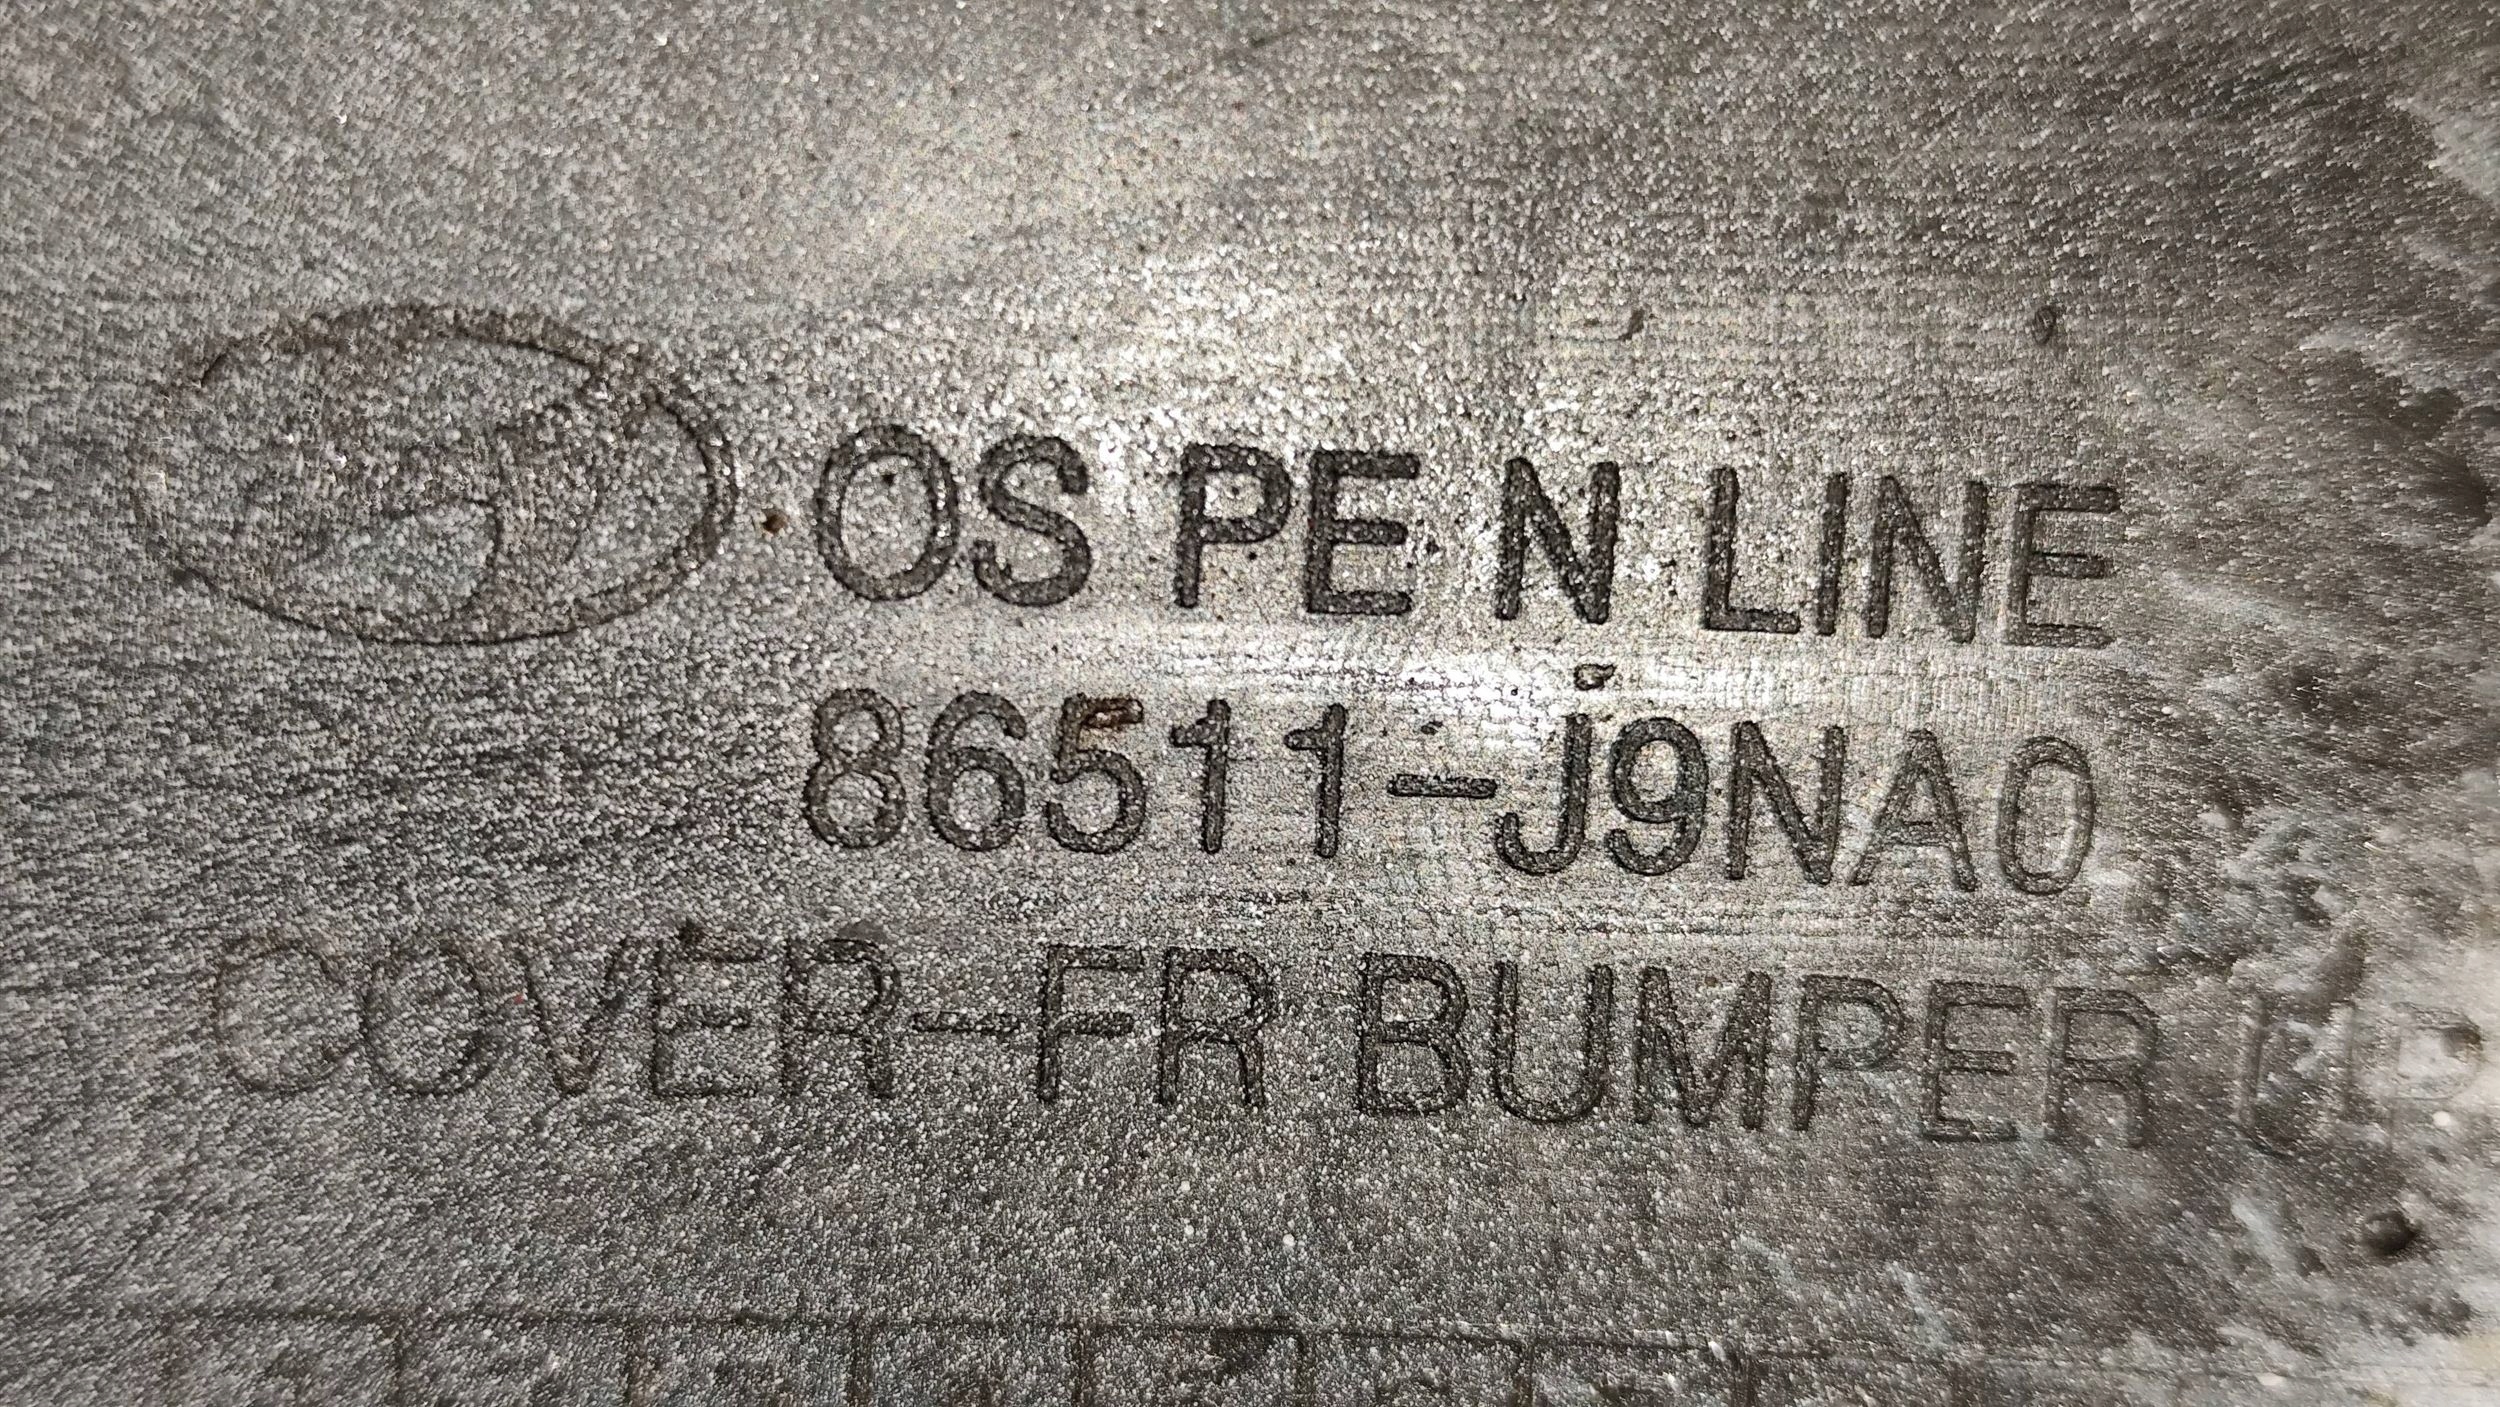 OS PE N LINE
86511-J9NA0
COVER-FR BUMPER